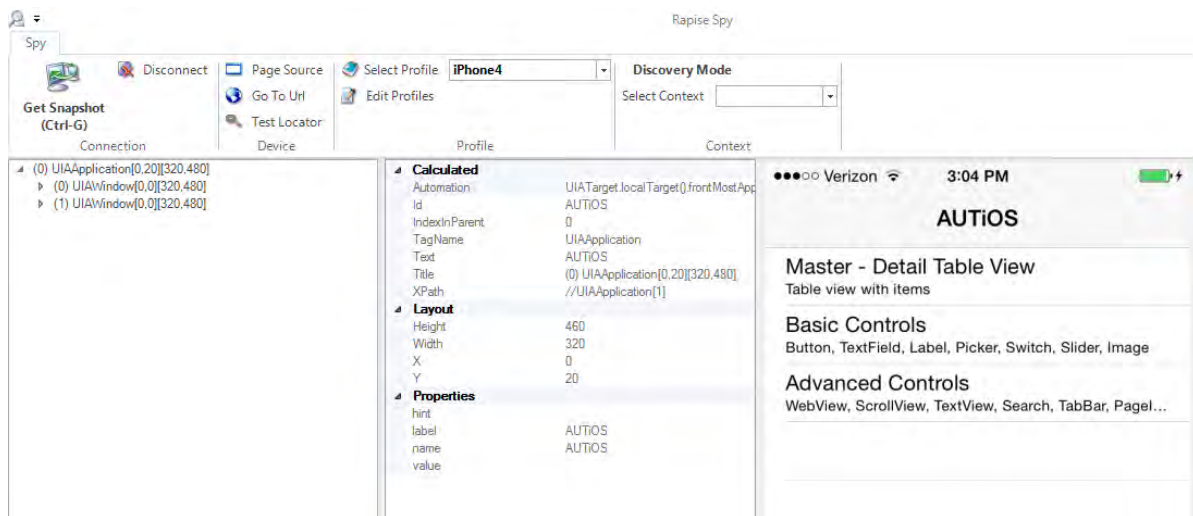 Rapise Spy
Spy
Get Snapshot
(Ctrl-G)
Disconnect
Connection
Page Source
Go To Url
Test Locator
Device
Select Profile iPhone4
Edit Profiles
Profile
Discovery Mode
Select Context
Context
(0) UIAApplication[0,20][320,480]
(0) UIAWindow[0,0][320,480]
(1) UIAWindow[0,0][320,480]
Calculated
Automation UIATarget.localTarget().frontMostApp
Id AUTiOS
IndexInParent 0
TagName UIAApplication
Text AUTiOS
Title (0) UIAApplication[0,20][320,480]
XPath //UIAApplication[1]
Layout
Height 460
Width 320
X 0
Y 20
Properties
hint
label AUTiOS
name AUTiOS
value
Verizon 3:04 PM
AUTiOS
Master - Detail Table View
Table view with items
Basic Controls
Button, TextField, Label, Picker, Switch, Slider, Image
Advanced Controls
WebView, ScrollView, TextView, Search, TabBar, PageI...